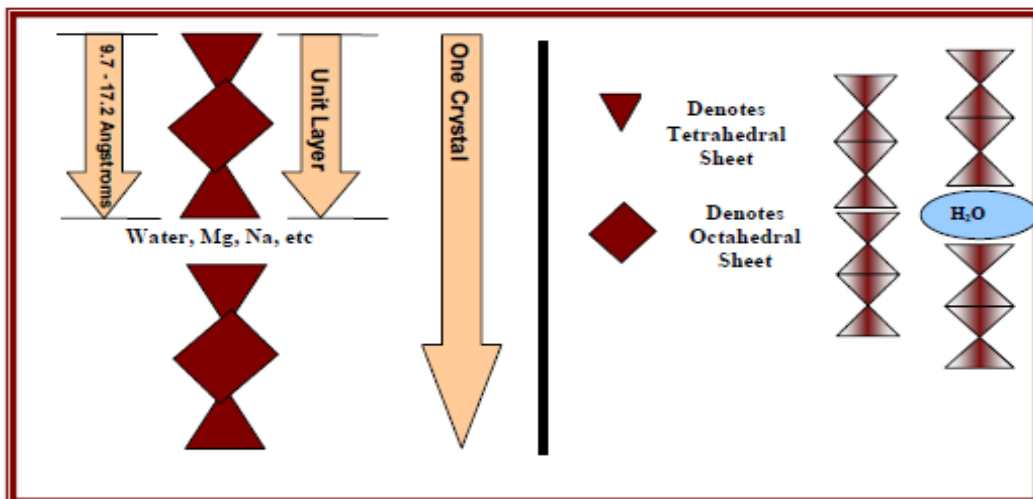 9.7 - 17.2 Angstroms
Unit Layer
One Crystal
Water, Mg, Na, etc
Denotes
Tetrahedral
Sheet
Denotes
Octahedral
Sheet
H₂O